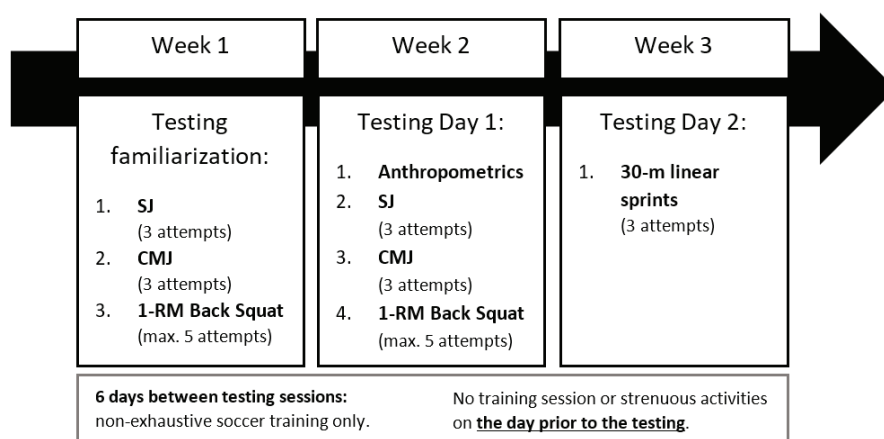 Week 1
Testing
familiarization:
1. SJ
(3 attempts)
2. CMJ
(3 attempts)
3. 1-RM Back Squat
(max. 5 attempts)
Week 2
Testing Day 1:
1. Anthropometrics
2. SJ
(3 attempts)
3. CMJ
(3 attempts)
4. 1-RM Back Squat
(max. 5 attempts)
Week 3
Testing Day 2:
1. 30-m linear
sprints
(3 attempts)
6 days between testing sessions:
non-exhaustive soccer training only.
No training session or strenuous activities
on the day prior to the testing.